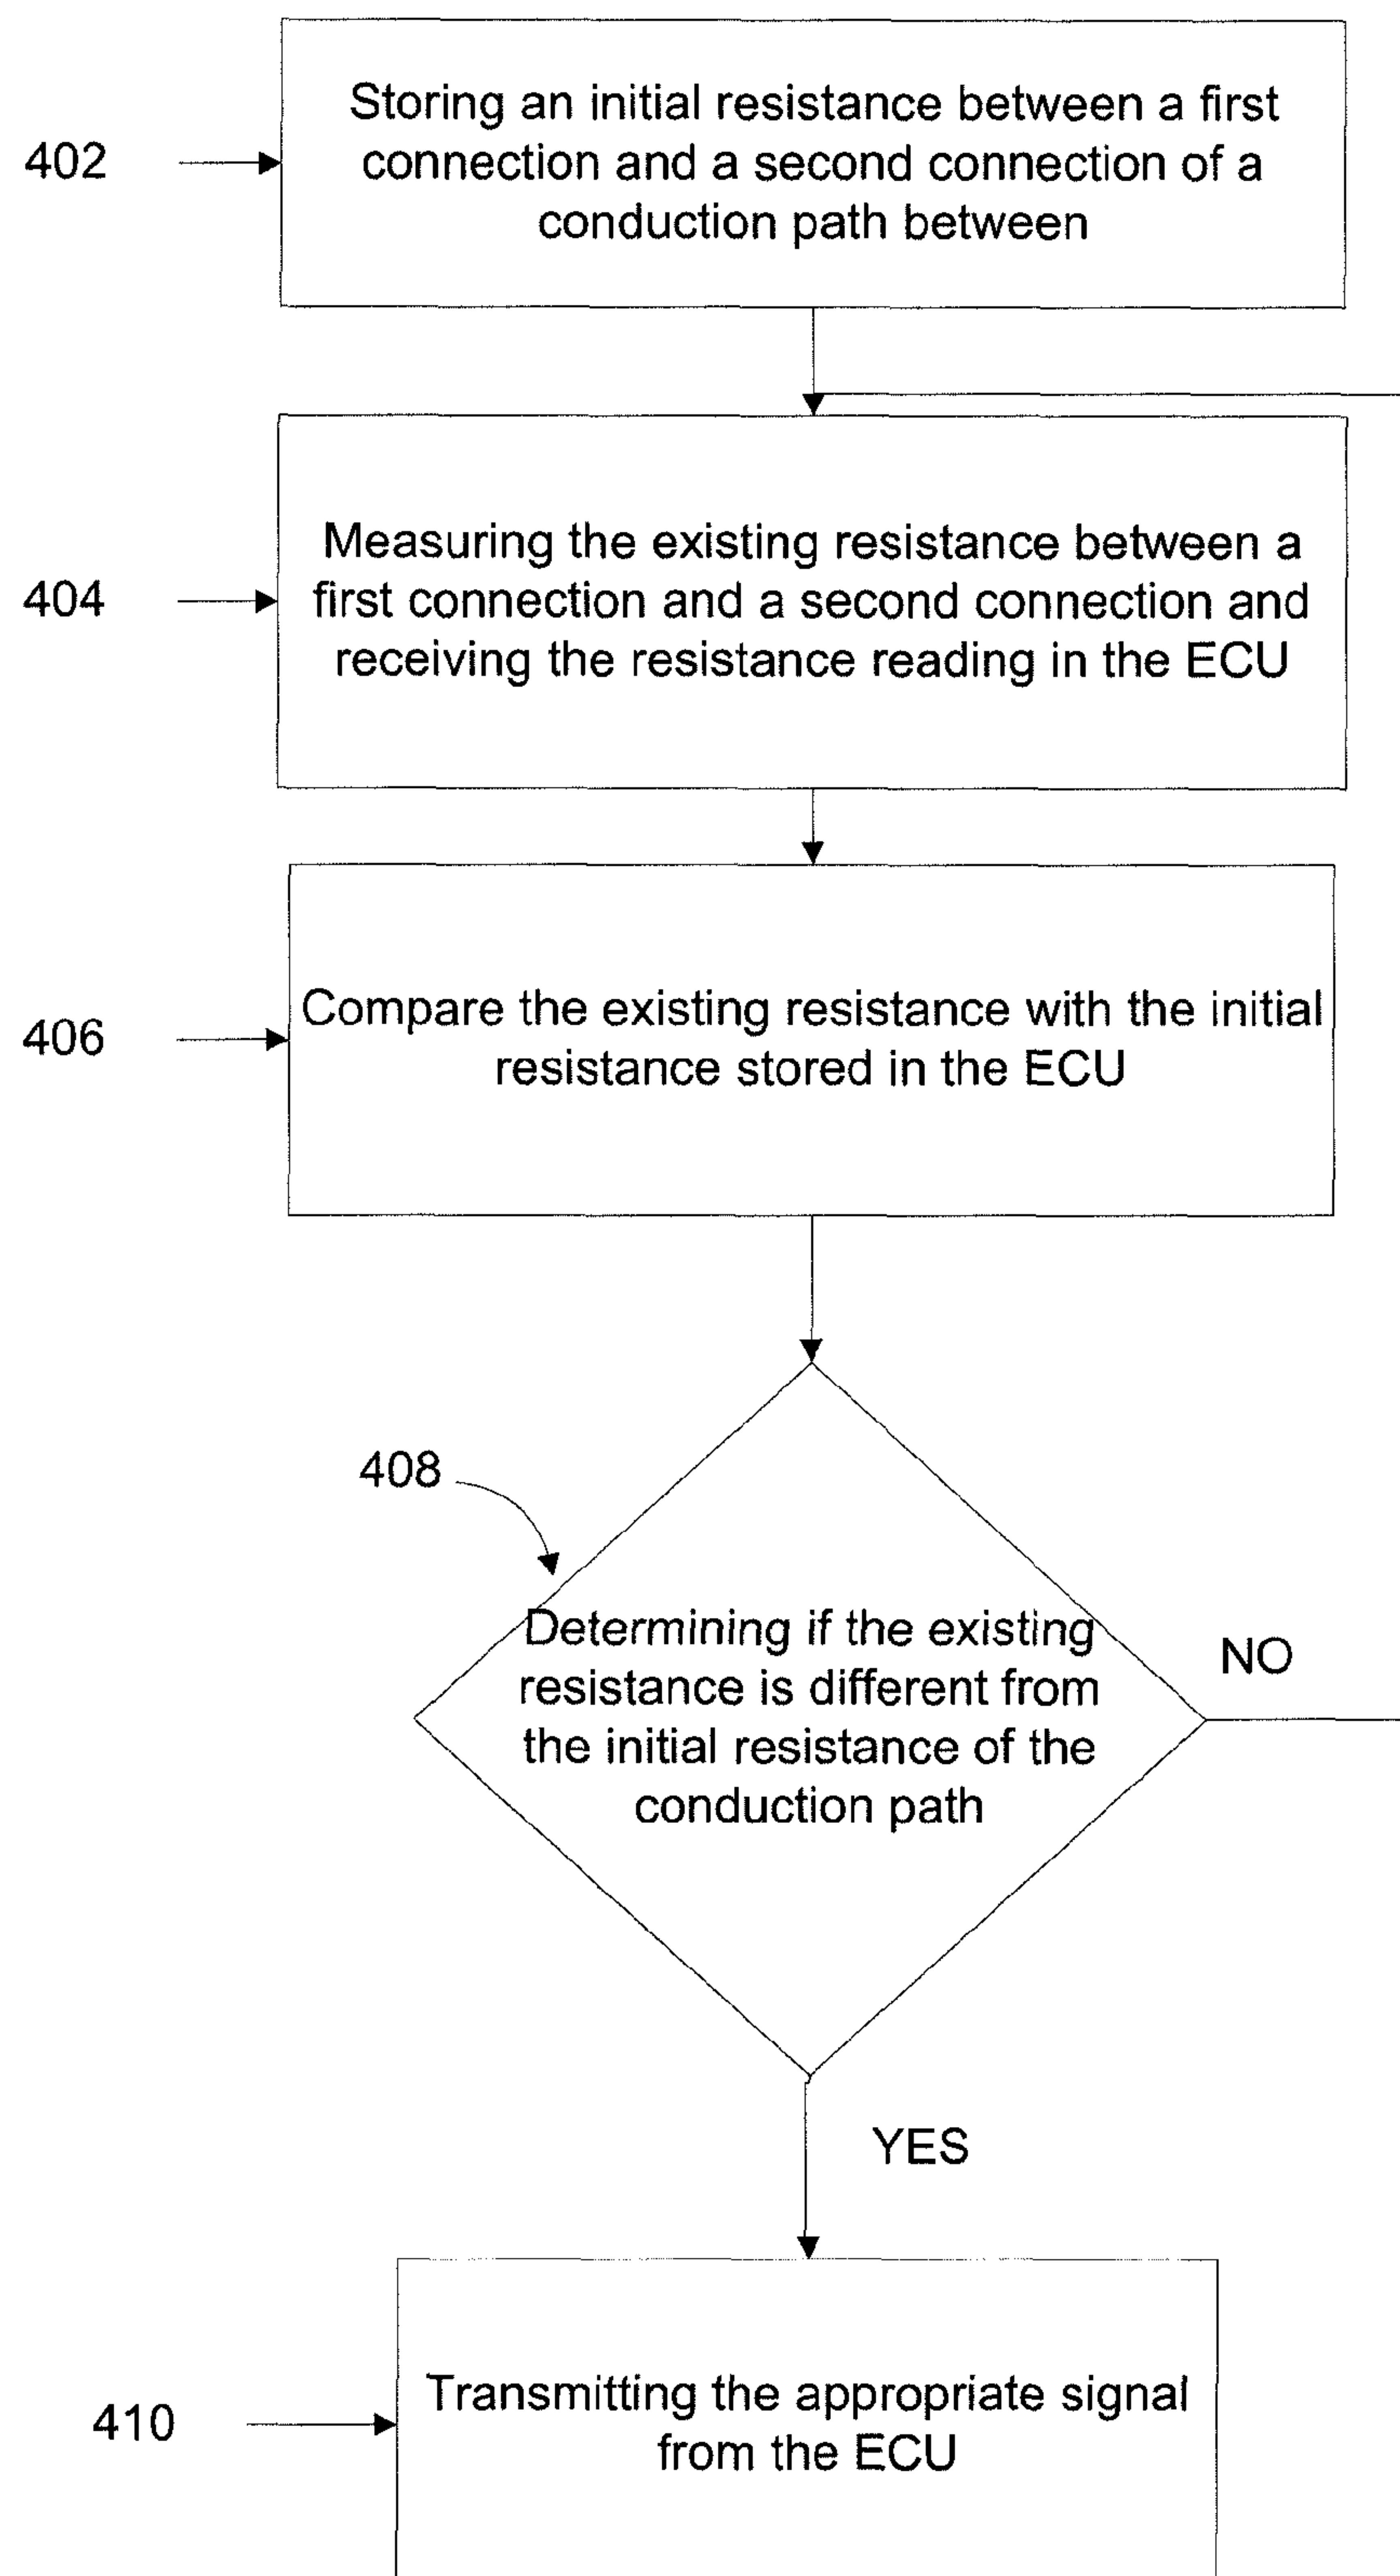 402
Storing an initial resistance between a first
connection and a second connection of a
conduction path between
404
Measuring the existing resistance between a
first connection and a second connection and
receiving the resistance reading in the ECU
406
Compare the existing resistance with the initial
resistance stored in the ECU
408
Determining if the existing
resistance is different from
the initial resistance of the
conduction path
NO
YES
410
Transmitting the appropriate signal
from the ECU